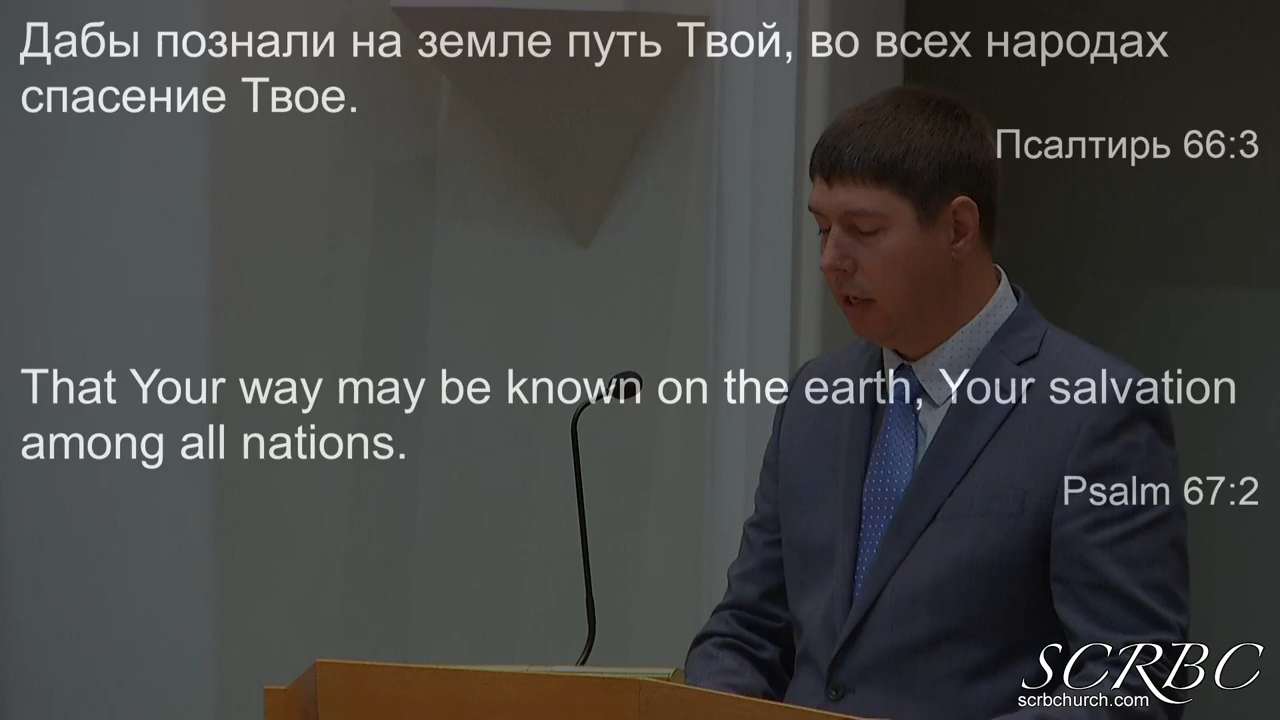 Дабы познали на земле путь Твой, во всех народах
спасение Твое.
Псалтирь 66:3
That Your way may be known on the earth, Your salvation
among all nations.
Psalm 67:2
SCRBC
scrbchurch.com